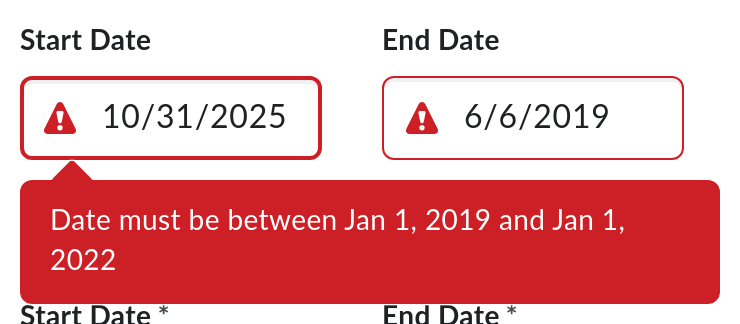 Start Date End Date
10/31/2025 6/6/2019
Date must be between Jan 1, 2019 and Jan 1,
2022
Start Date * End Date *